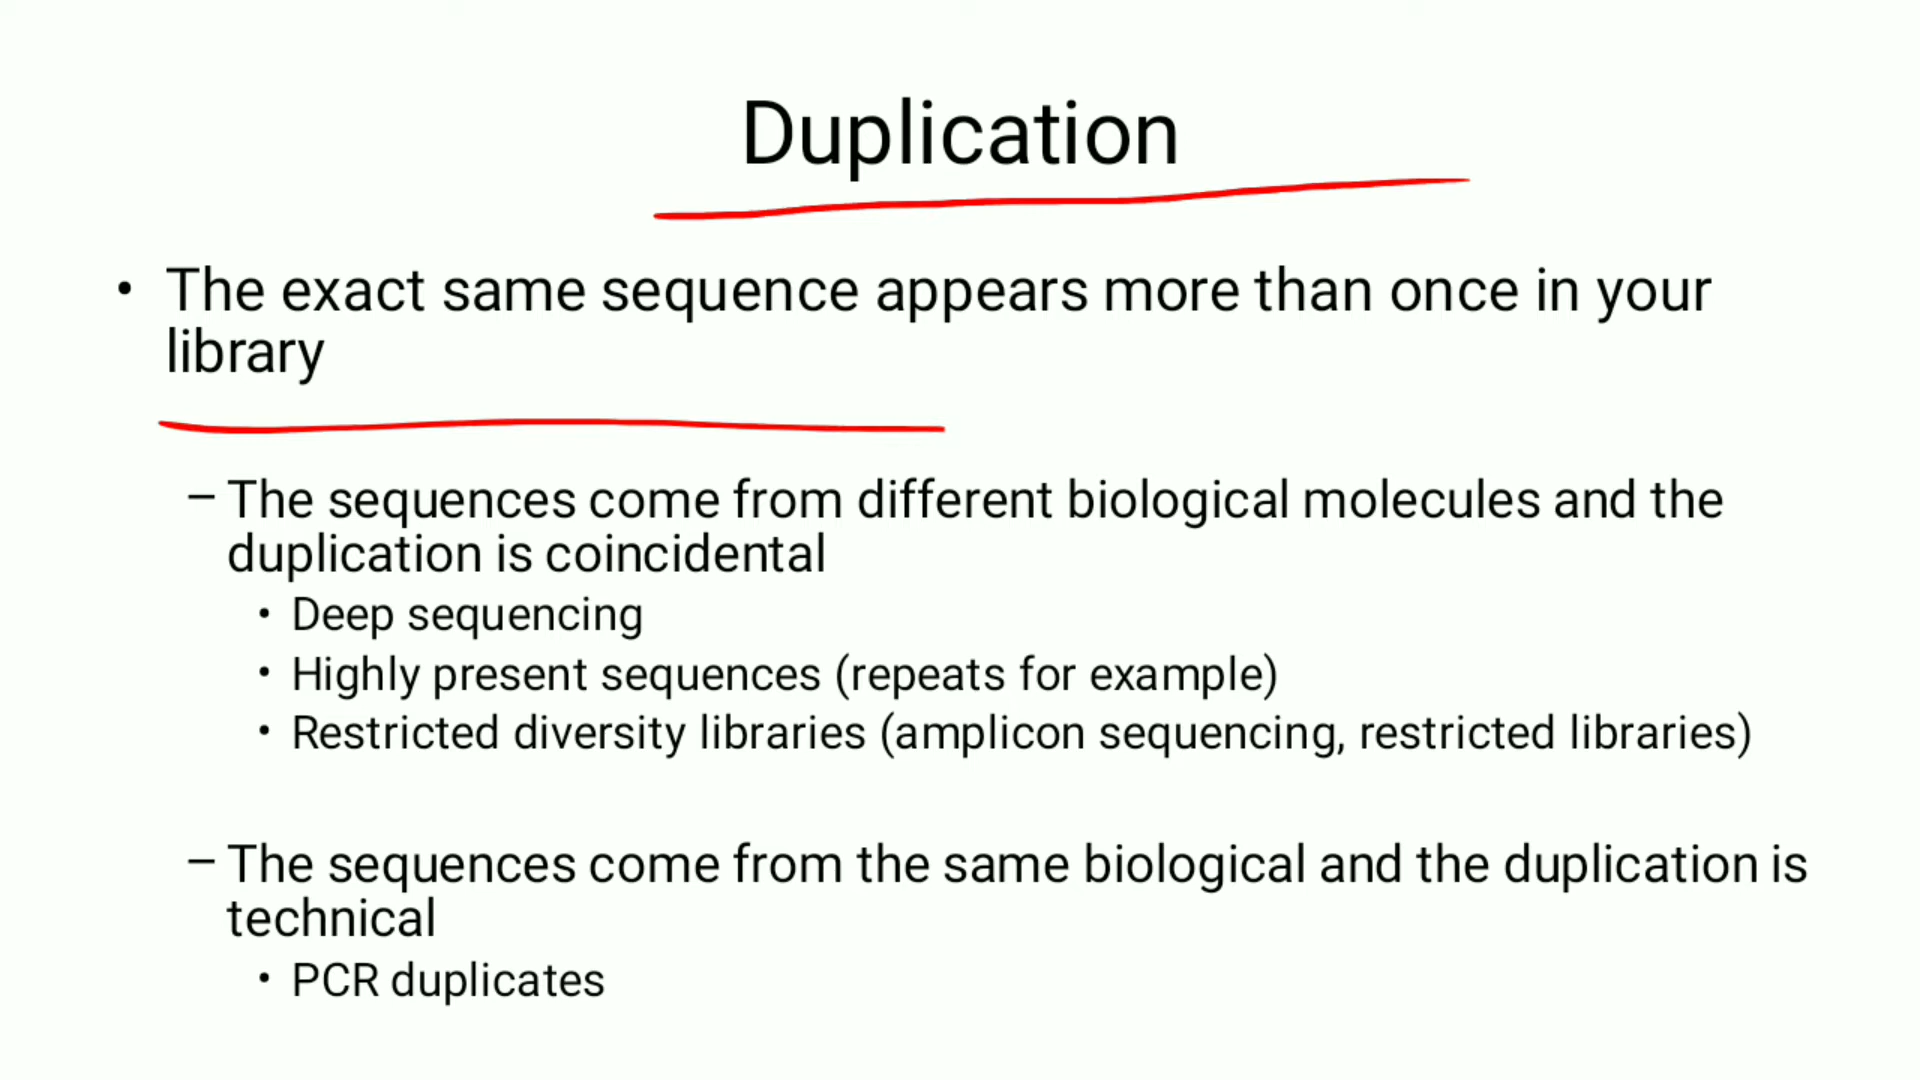 Duplication
• The exact same sequence appears more than once in your
library
– The sequences come from different biological molecules and the
duplication is coincidental
• Deep sequencing
• Highly present sequences (repeats for example)
• Restricted diversity libraries (amplicon sequencing, restricted libraries)
– The sequences come from the same biological and the duplication is
technical
• PCR duplicates